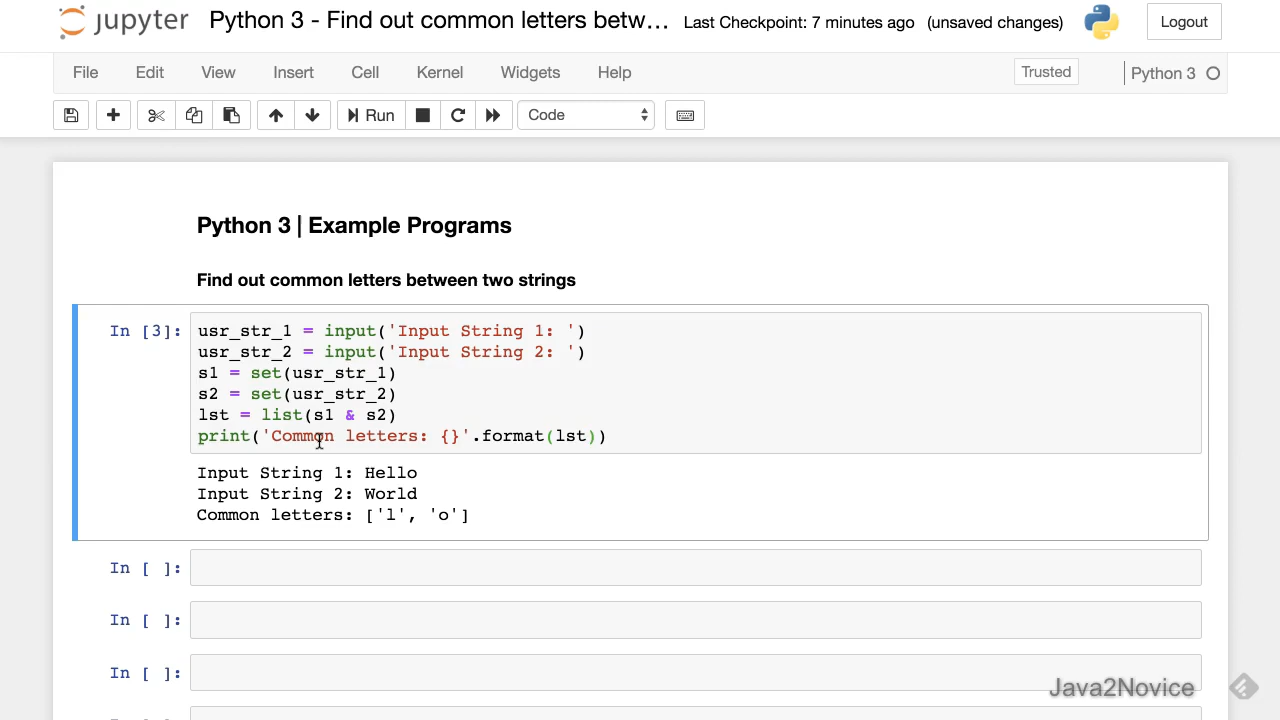 jupyter Python 3 - Find out common letters betw... Last Checkpoint: 7 minutes ago (unsaved changes) Logout
File Edit View Insert Cell Kernel Widgets Help Trusted Python 3
Run Code
Python 3 | Example Programs
Find out common letters between two strings
In [3]: usr_str_1 = input('Input String 1: ')
usr_str_2 = input('Input String 2: ')
s1 = set(usr_str_1)
s2 = set(usr_str_2)
lst = list(s1 & s2)
print('Common letters: {}'.format(lst))
Input String 1: Hello
Input String 2: World
Common letters: ['l', 'o']
In [ ]:
In [ ]:
In [ ]:
Java2Novice